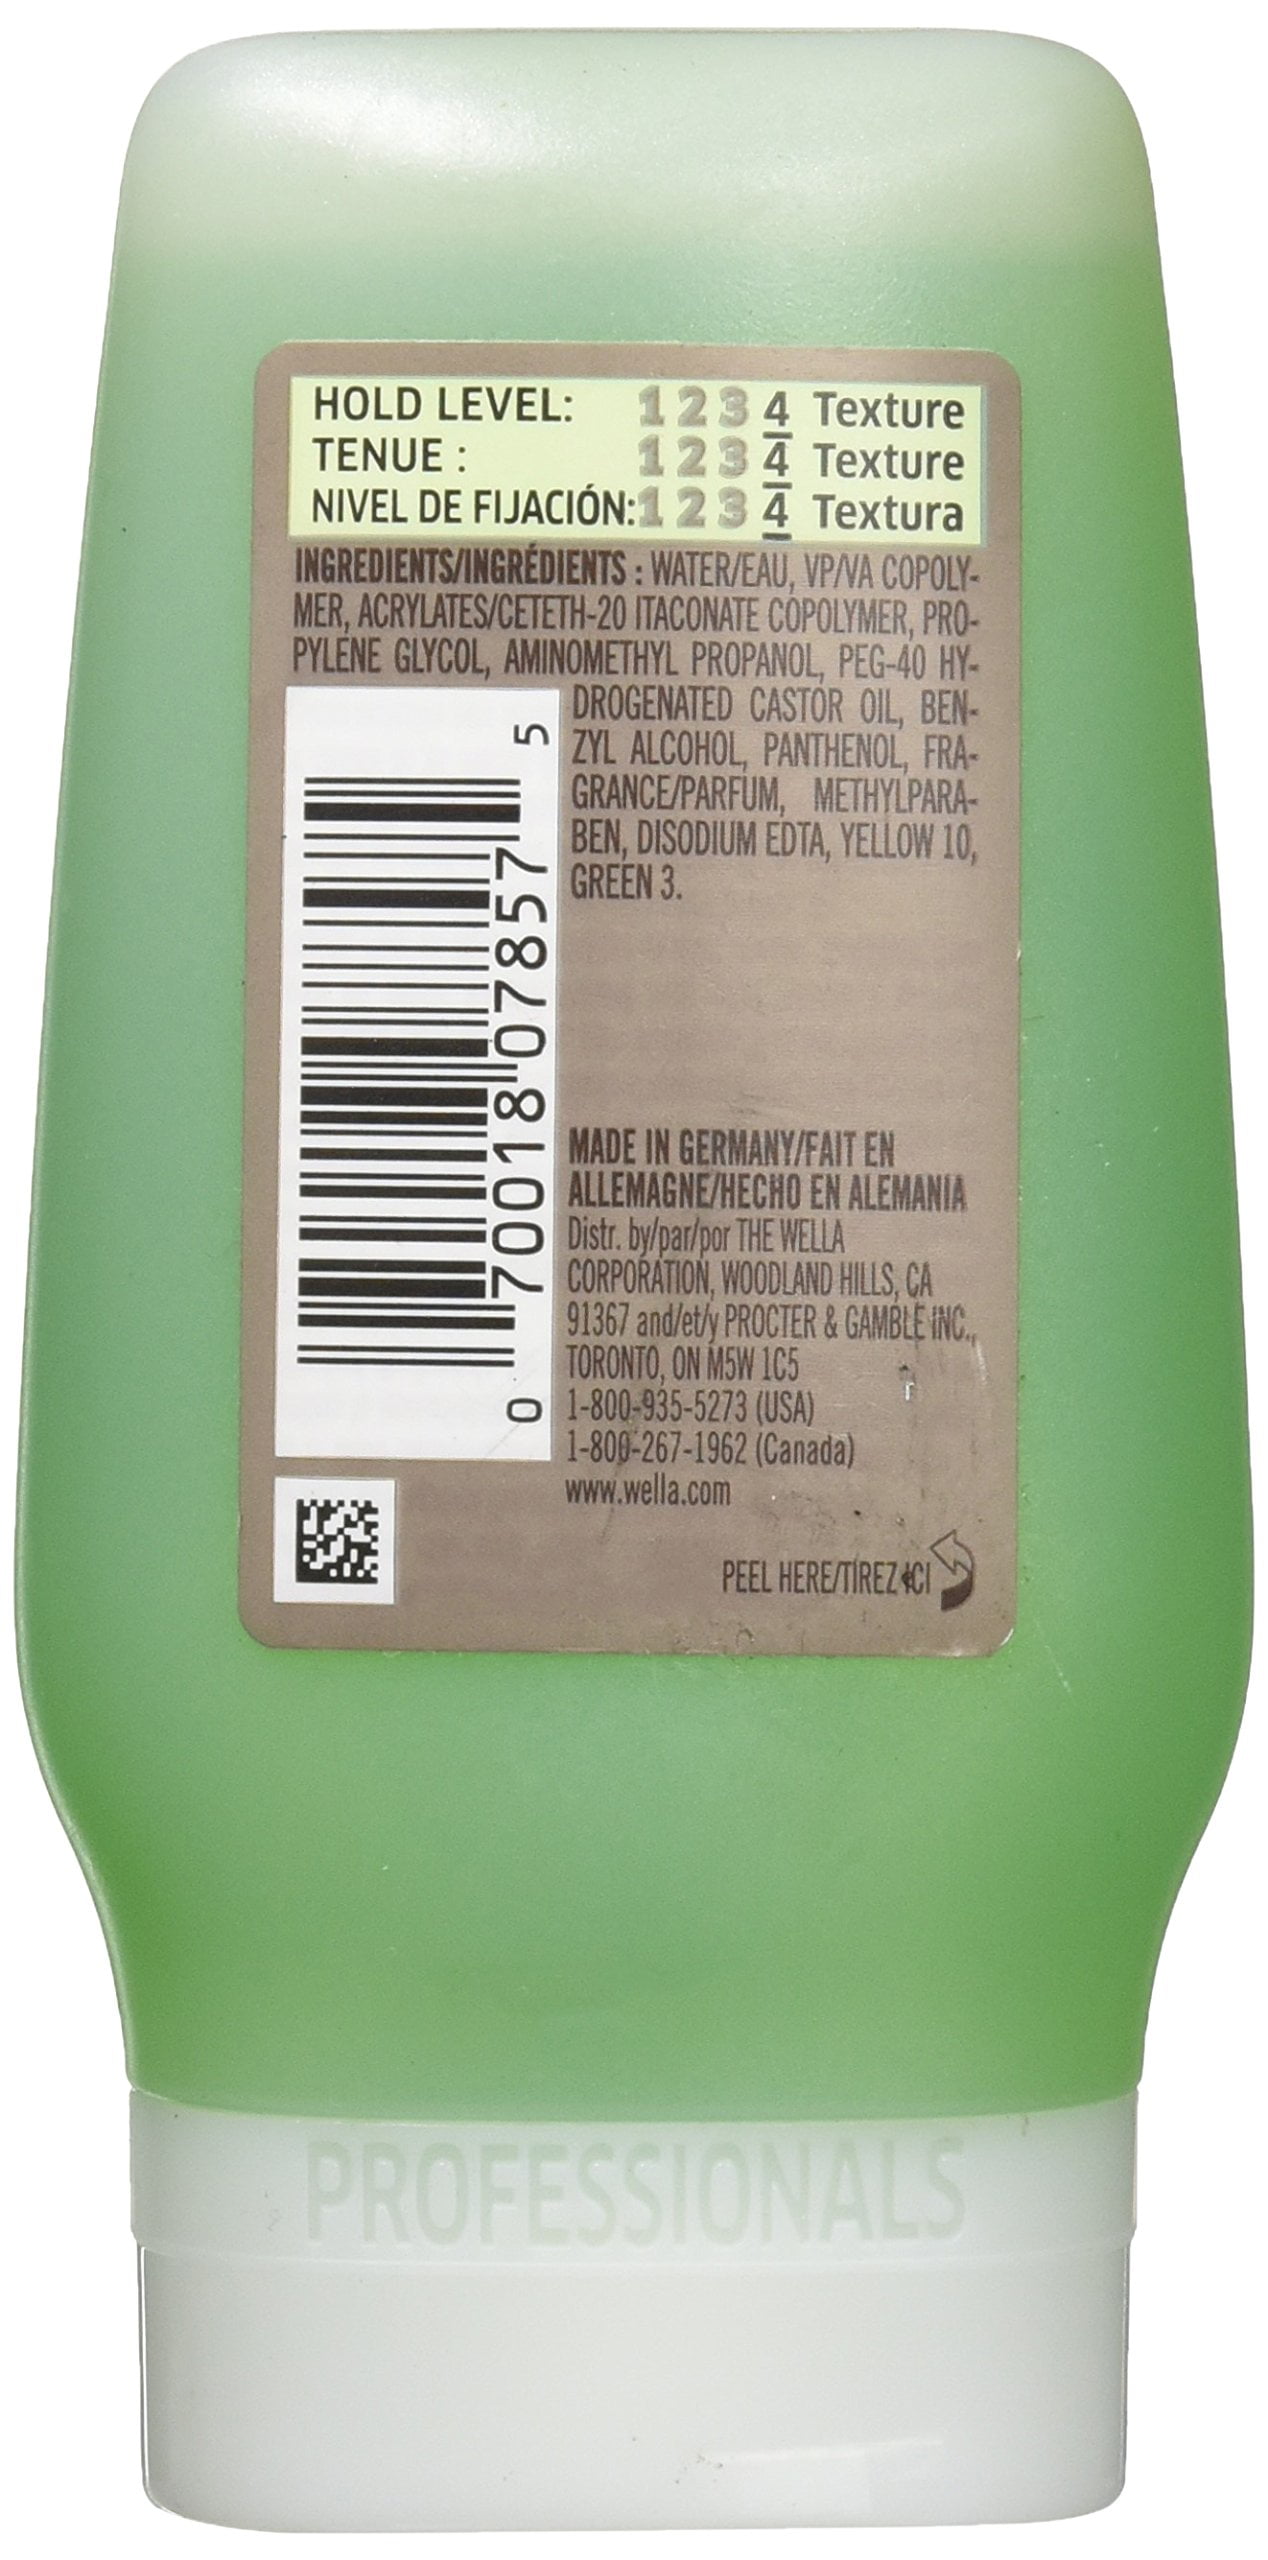 HOLD LEVEL: 1 2 3 4 Texture
TENUE : 1 2 3 4 Texture
NIVEL DE FIJACIÓN: 1 2 3 4 Textura
INGREDIENTS/INGRÉDIENTS : WATER/EAU, VP/VA COPOLY-
MER, ACRYLATES/CETETH-20 ITACONATE COPOLYMER, PRO-
PYLENE GLYCOL, AMINOMETHYL PROPANOL, PEG-40 HY-
DROGENATED CASTOR OIL, BEN-
ZYL ALCOHOL, PANTHENOL, FRA-
GRANCE/PARFUM, METHYLPARA-
BEN, DISODIUM EDTA, YELLOW 10,
GREEN 3.
0 70018 07857 5
MADE IN GERMANY/FAIT EN
ALLEMAGNE/HECHO EN ALEMANIA
Distr. by/par/por THE WELLA
CORPORATION, WOODLAND HILLS, CA
91367 and/et/y PROCTER & GAMBLE INC.,
TORONTO, ON M5W 1C5
1-800-935-5273 (USA)
1-800-267-1962 (Canada)
www.wella.com
PEEL HERE/TIREZ ICI
PROFESSIONALS